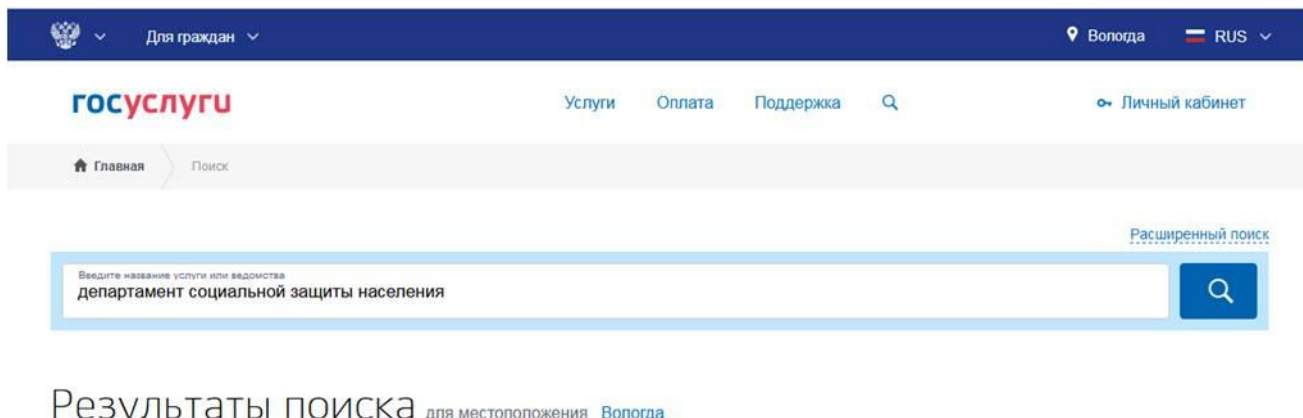 Для граждан Вологда RUS
госуслуги Услуги Оплата Поддержка Личный кабинет
Главная Поиск
Расширенный поиск
Введите название услуги или ведомства
департамент социальной защиты населения
Результаты поиска для местоположения Вологда